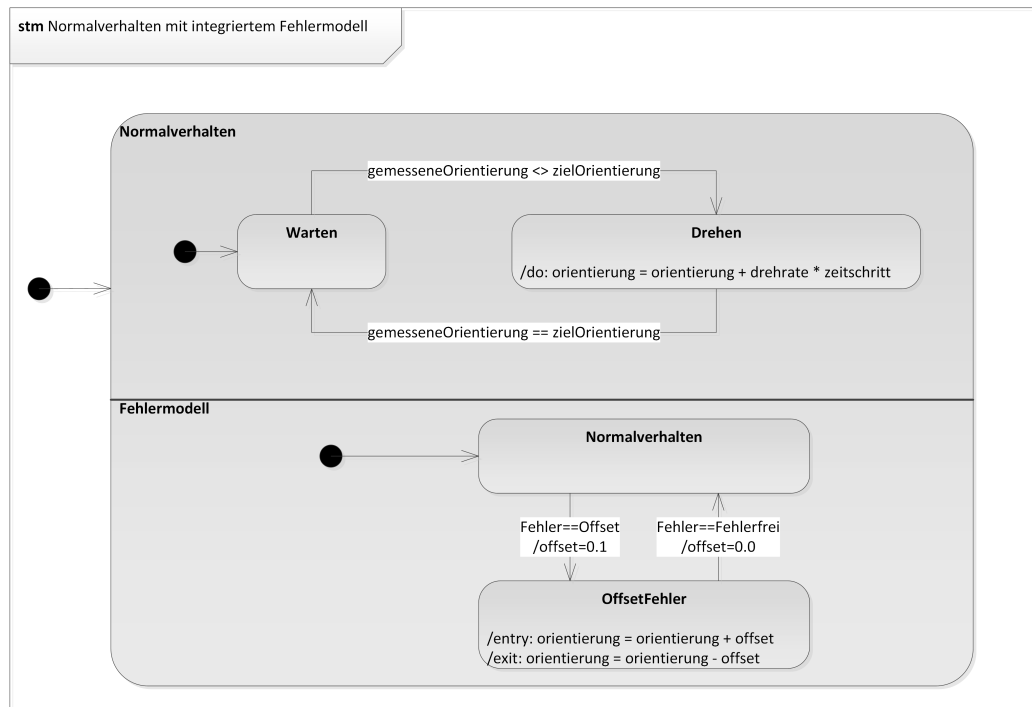 stm Normalverhalten mit integriertem Fehlermodell
Normalverhalten
gemesseneOrientierung <> zielOrientierung
Warten
Drehen
/do: orientierung = orientierung + drehrate * zeitschritt
gemesseneOrientierung == zielOrientierung
Fehlermodell
Normalverhalten
Fehler==Offset
/offset=0.1
Fehler==Fehlerfrei
/offset=0.0
OffsetFehler
/entry: orientierung = orientierung + offset
/exit: orientierung = orientierung - offset